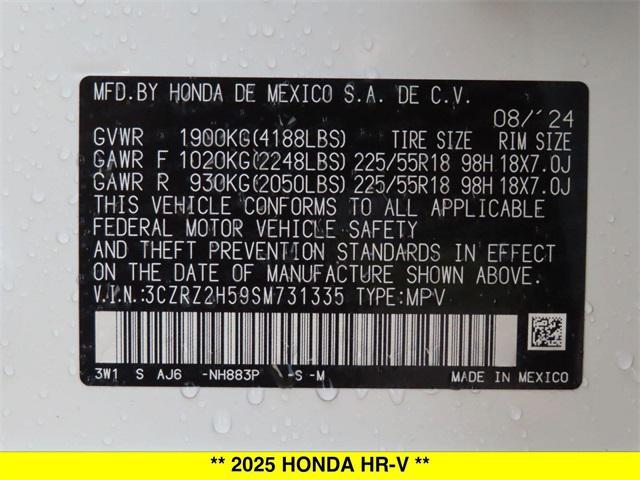 MFD.BY HONDA DE MEXICO S.A. DE C.V.
08/'24
GVWR 1900KG(4188LBS) TIRE SIZE RIM SIZE
GAWR F 1020KG(2248LBS) 225/55R18 98H 18X7.0J
GAWR R 930KG(2050LBS) 225/55R18 98H 18X7.0J
THIS VEHICLE CONFORMS TO ALL APPLICABLE
FEDERAL MOTOR VEHICLE SAFETY
AND THEFT PREVENTION STANDARDS IN EFFECT
ON THE DATE OF MANUFACTURE SHOWN ABOVE.
V.I.N.:3CZRZ2H59SM731335 TYPE:MPV
3W1 S AJ6 -NH883P -S -M MADE IN MEXICO
** 2025 HONDA HR-V **